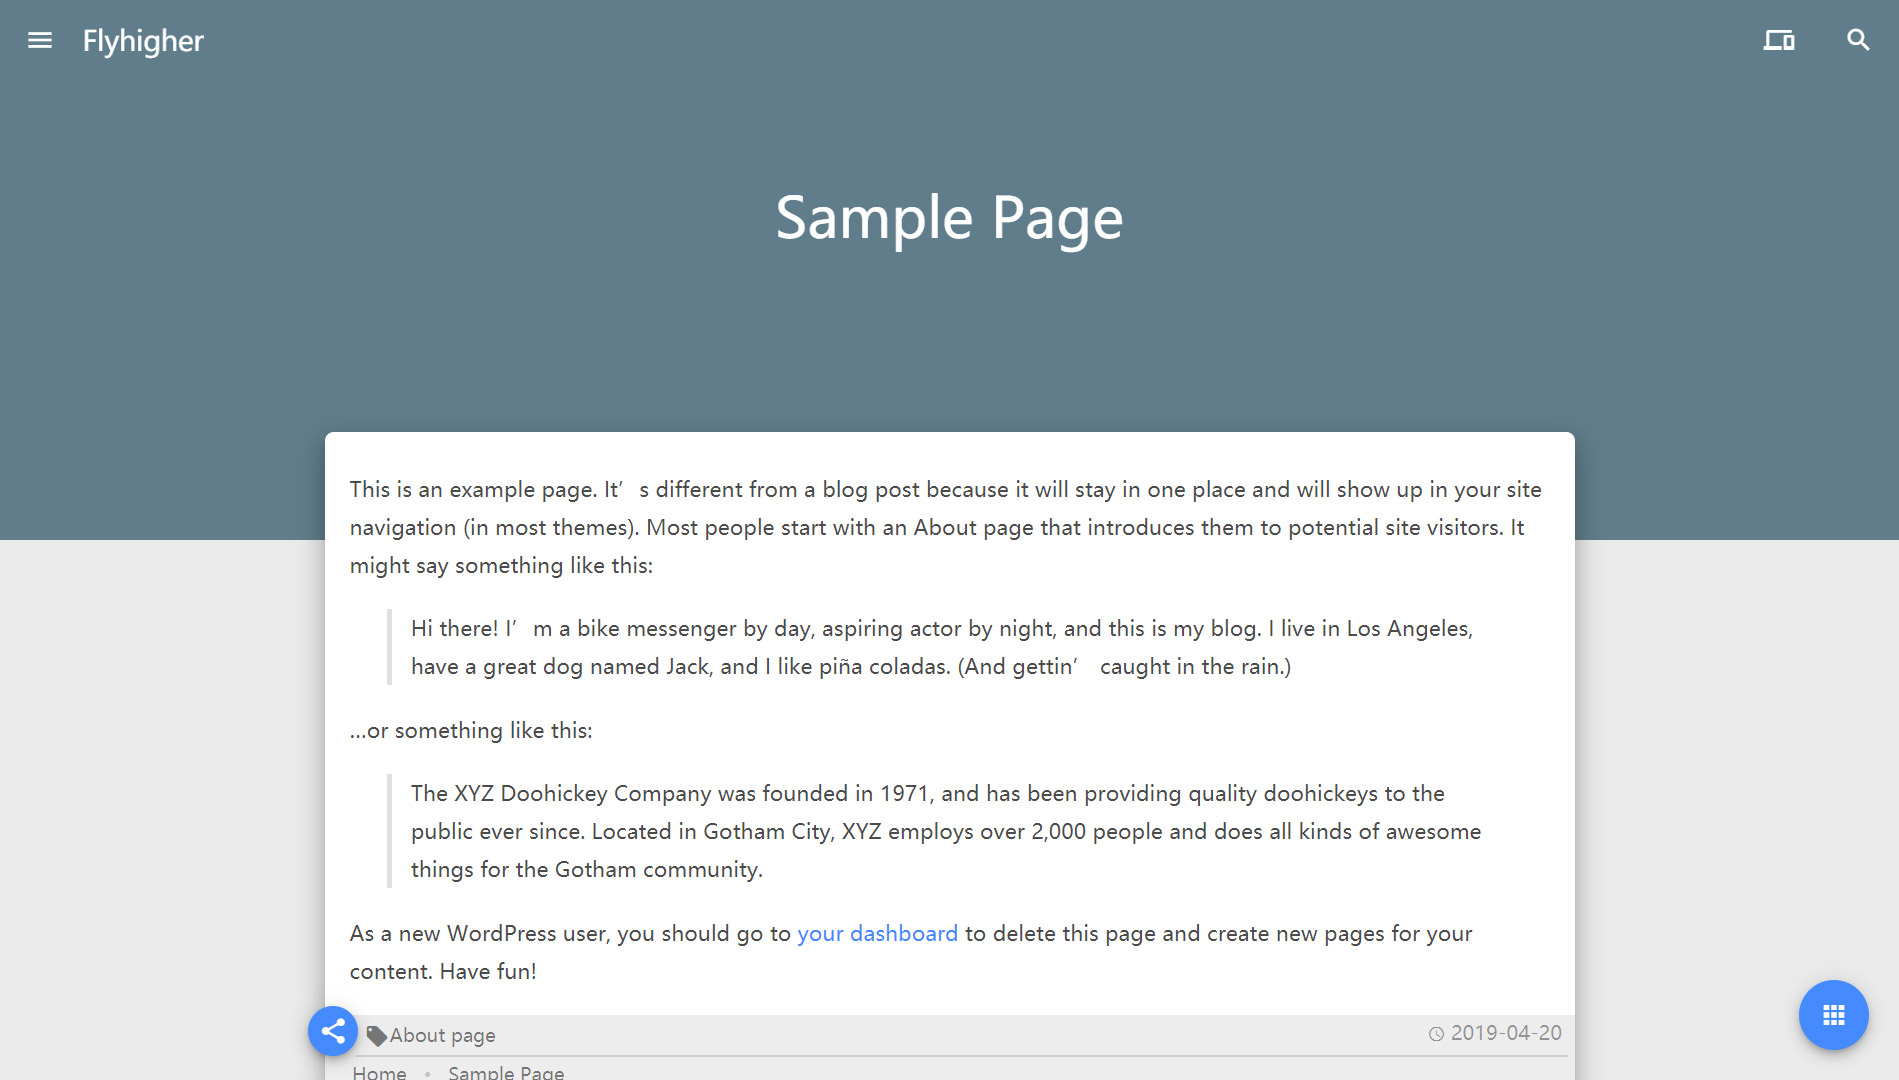 Flyhigher
Sample Page
This is an example page. It’s different from a blog post because it will stay in one place and will show up in your site
navigation (in most themes). Most people start with an About page that introduces them to potential site visitors. It
might say something like this:
Hi there! I’m a bike messenger by day, aspiring actor by night, and this is my blog. I live in Los Angeles,
have a great dog named Jack, and I like piña coladas. (And gettin’ caught in the rain.)
…or something like this:
The XYZ Doohickey Company was founded in 1971, and has been providing quality doohickeys to the
public ever since. Located in Gotham City, XYZ employs over 2,000 people and does all kinds of awesome
things for the Gotham community.
As a new WordPress user, you should go to your dashboard to delete this page and create new pages for your
content. Have fun!
About page
2019-04-20
Home • Sample Page